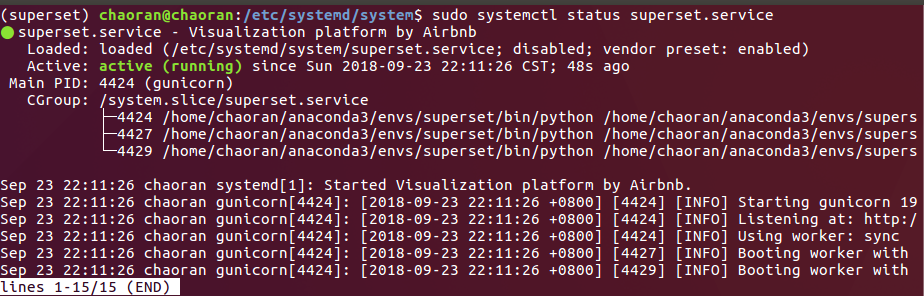 (superset) chaoran@chaoran:/etc/systemd/system$ sudo systemctl status superset.service
● superset.service - Visualization platform by Airbnb
   Loaded: loaded (/etc/systemd/system/superset.service; disabled; vendor preset: enabled)
   Active: active (running) since Sun 2018-09-23 22:11:26 CST; 48s ago
 Main PID: 4424 (gunicorn)
   CGroup: /system.slice/superset.service
           ├─4424 /home/chaoran/anaconda3/envs/superset/bin/python /home/chaoran/anaconda3/envs/supers
           ├─4427 /home/chaoran/anaconda3/envs/superset/bin/python /home/chaoran/anaconda3/envs/supers
           └─4429 /home/chaoran/anaconda3/envs/superset/bin/python /home/chaoran/anaconda3/envs/supers
Sep 23 22:11:26 chaoran systemd[1]: Started Visualization platform by Airbnb.
Sep 23 22:11:26 chaoran gunicorn[4424]: [2018-09-23 22:11:26 +0800] [4424] [INFO] Starting gunicorn 19
Sep 23 22:11:26 chaoran gunicorn[4424]: [2018-09-23 22:11:26 +0800] [4424] [INFO] Listening at: http:/
Sep 23 22:11:26 chaoran gunicorn[4424]: [2018-09-23 22:11:26 +0800] [4424] [INFO] Using worker: sync
Sep 23 22:11:26 chaoran gunicorn[4424]: [2018-09-23 22:11:26 +0800] [4427] [INFO] Booting worker with
Sep 23 22:11:26 chaoran gunicorn[4424]: [2018-09-23 22:11:26 +0800] [4429] [INFO] Booting worker with
lines 1-15/15 (END)